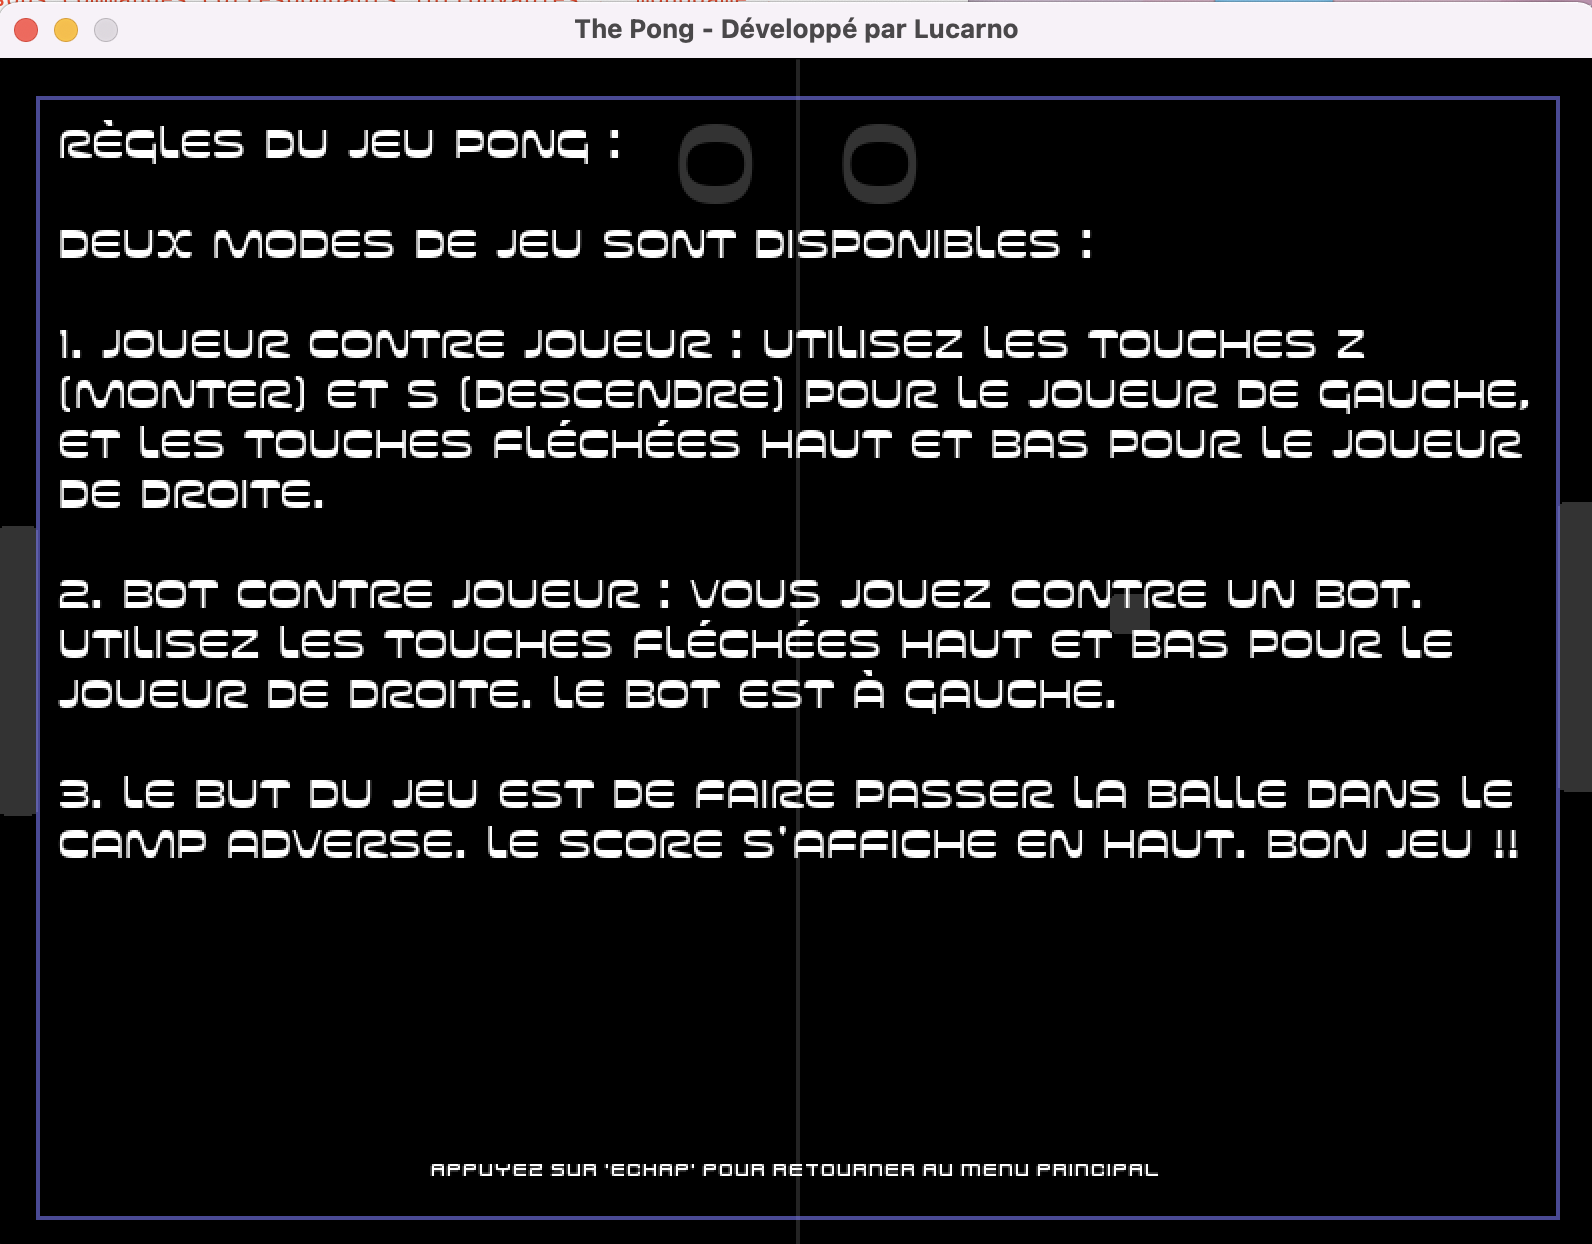 The Pong - Développé par Lucarno
0 0
RÈGLES DU JEU PONG :
DEUX MODES DE JEU SONT DISPONIBLES :
1. JOUEUR CONTRE JOUEUR : UTILISEZ LES TOUCHES Z
(MONTER) ET S (DESCENDRE) POUR LE JOUEUR DE GAUCHE,
ET LES TOUCHES FLÉCHÉES HAUT ET BAS POUR LE JOUEUR
DE DROITE.
2. BOT CONTRE JOUEUR : VOUS JOUEZ CONTRE UN BOT.
UTILISEZ LES TOUCHES FLÉCHÉES HAUT ET BAS POUR LE
JOUEUR DE DROITE. LE BOT EST À GAUCHE.
3. LE BUT DU JEU EST DE FAIRE PASSER LA BALLE DANS LE
CAMP ADVERSE. LE SCORE S'AFFICHE EN HAUT. BON JEU !!
APPUYEZ SUR 'ECHAP' POUR RETOURNER AU MENU PRINCIPAL